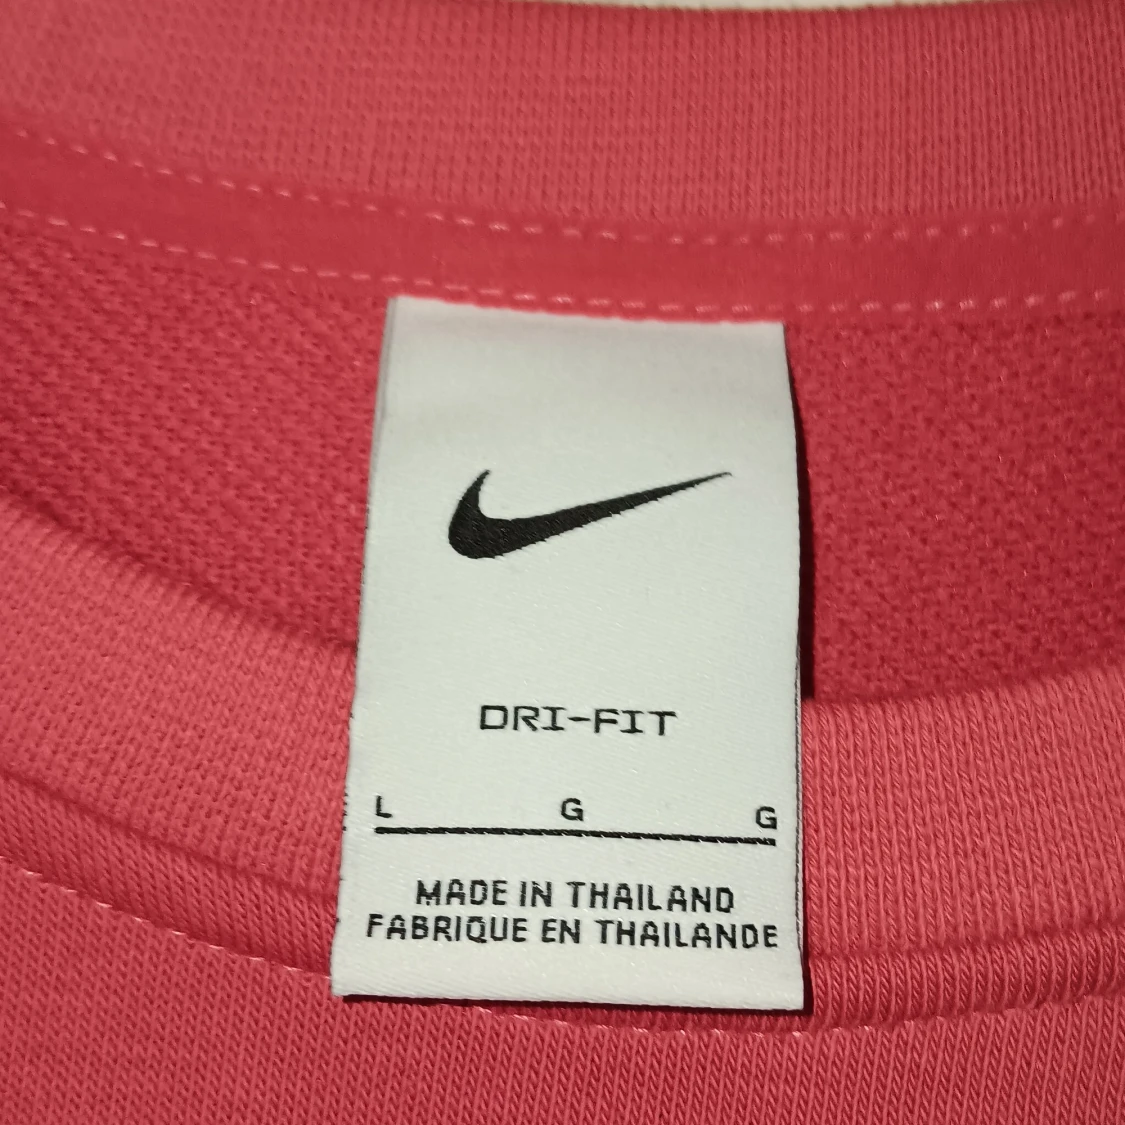 DRI-FIT
L G G
MADE IN THAILAND
FABRIQUE EN THAILANDE